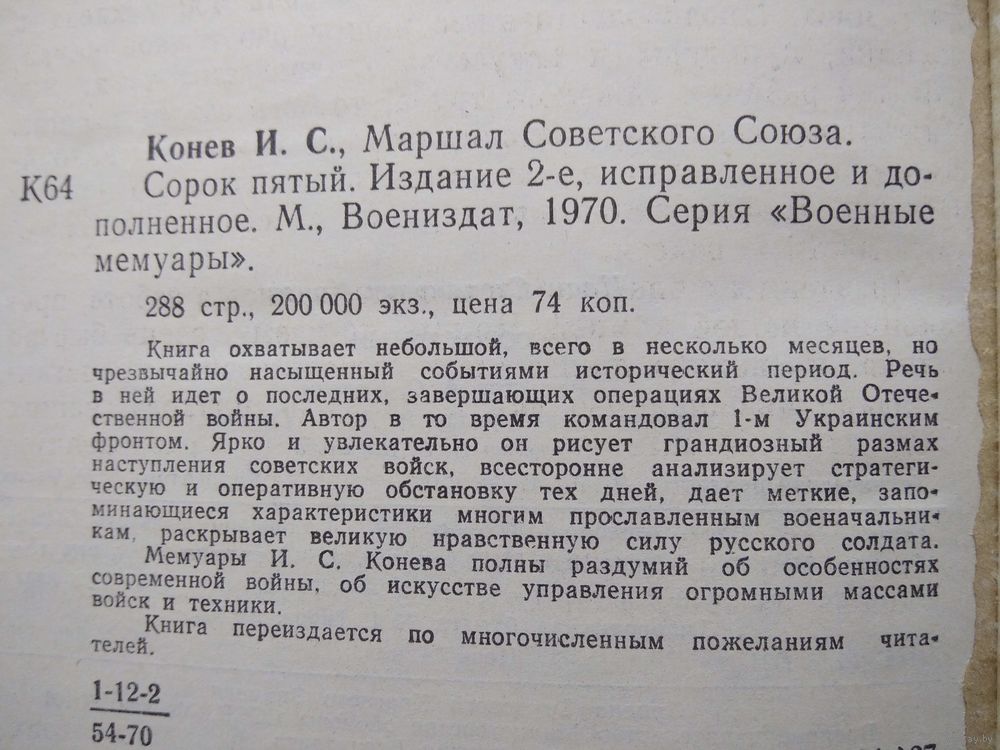 Конев И. С., Маршал Советского Союза.
К64 Сорок пятый. Издание 2-е, исправленное и до-
полненное. М., Воениздат, 1970. Серия «Военные
мемуары».
288 стр., 200 000 экз., цена 74 коп.
Книга охватывает небольшой, всего в несколько месяцев, но
чрезвычайно насыщенный событиями исторический период. Речь
в ней идет о последних, завершающих операциях Великой Отече-
ственной войны. Автор в то время командовал 1-м Украинским
фронтом. Ярко и увлекательно он рисует грандиозный размах
наступления советских войск, всесторонне анализирует стратеги-
ческую и оперативную обстановку тех дней, дает меткие, запо-
минающиеся характеристики многим прославленным военачальни-
кам, раскрывает великую нравственную силу русского солдата.
Мемуары И. С. Конева полны раздумий об особенностях
современной войны, об искусстве управления огромными массами
войск и техники.
Книга переиздается по многочисленным пожеланиям чита-
телей.
1-12-2
54-70